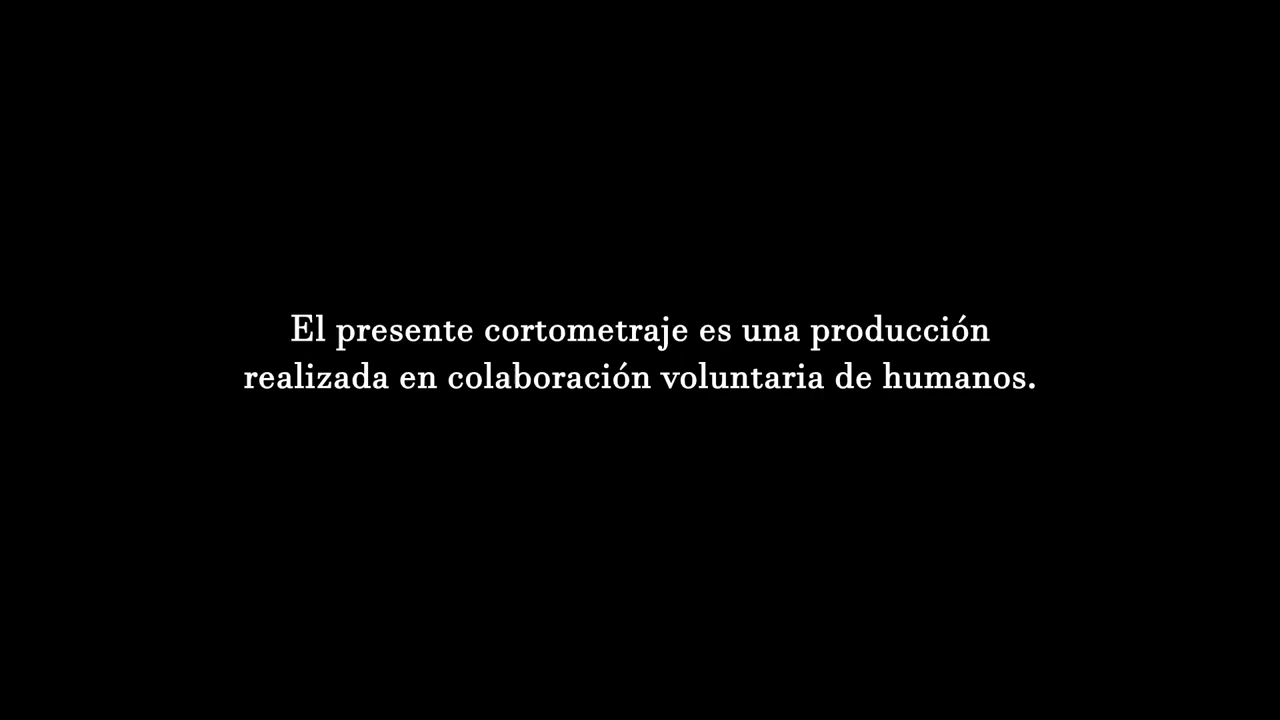 El presente cortometraje es una producción
realizada en colaboración voluntaria de humanos.